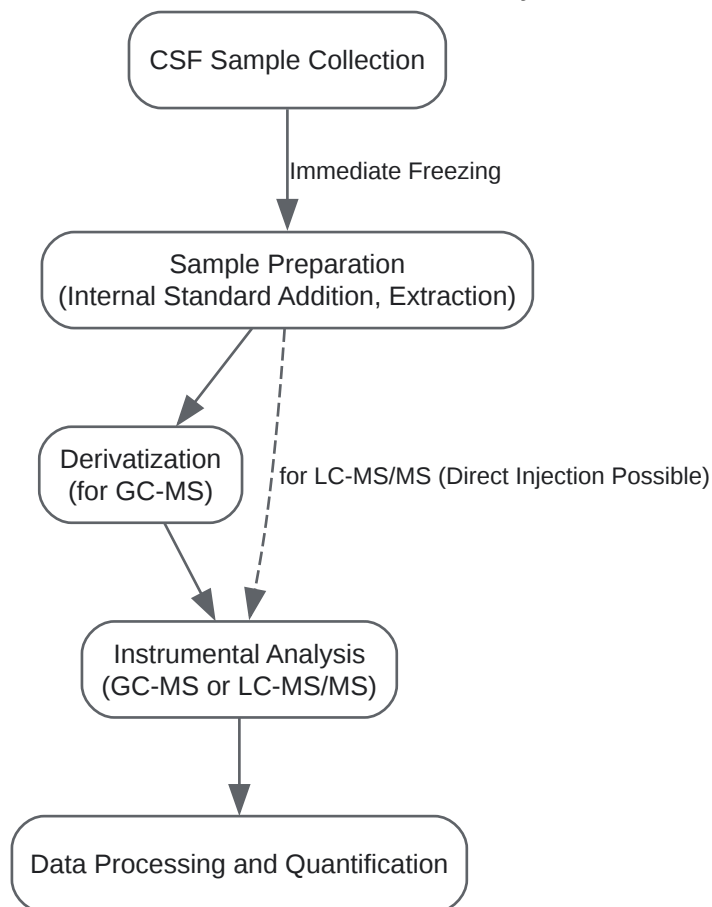 CSF Sample Collection
Immediate Freezing
Sample Preparation
(Internal Standard Addition, Extraction)
Derivatization
(for GC-MS)
for LC-MS/MS (Direct Injection Possible)
Instrumental Analysis
(GC-MS or LC-MS/MS)
Data Processing and Quantification